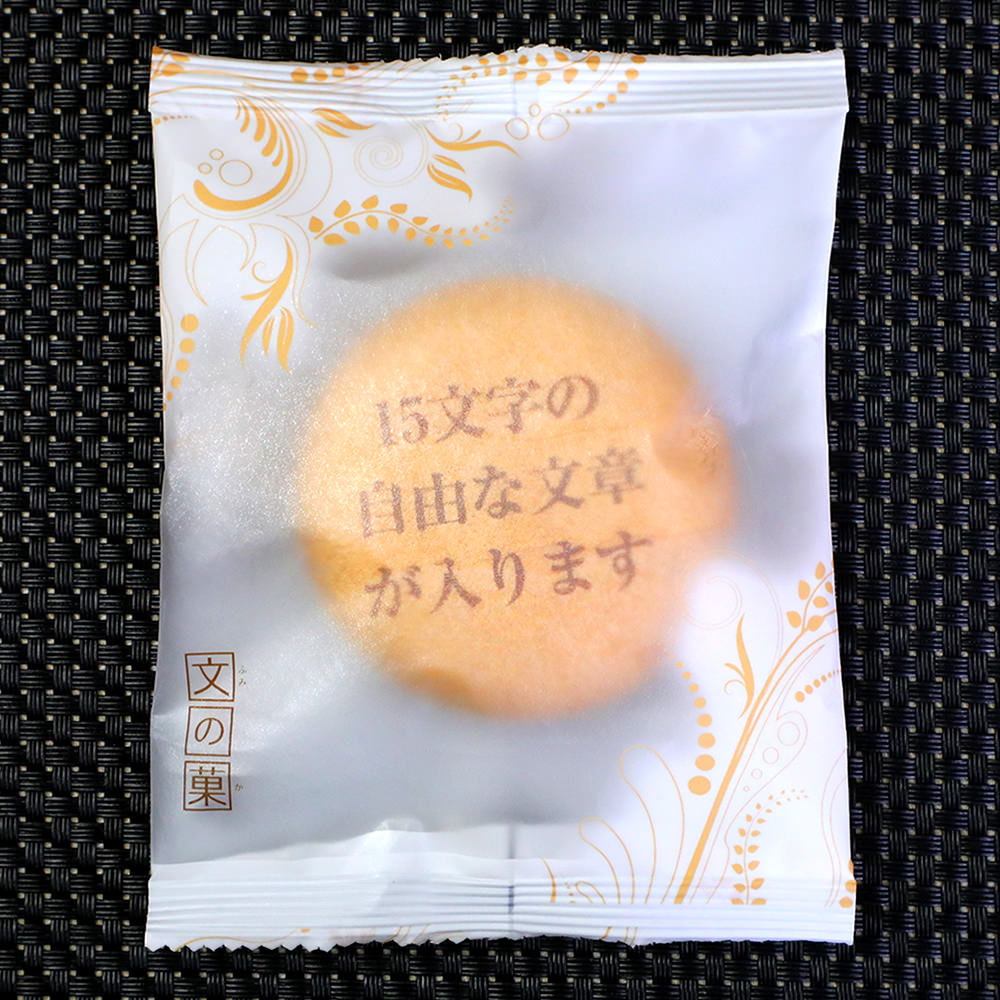 15文字の
自由な文章
が入ります
文の菓
ふみ
か